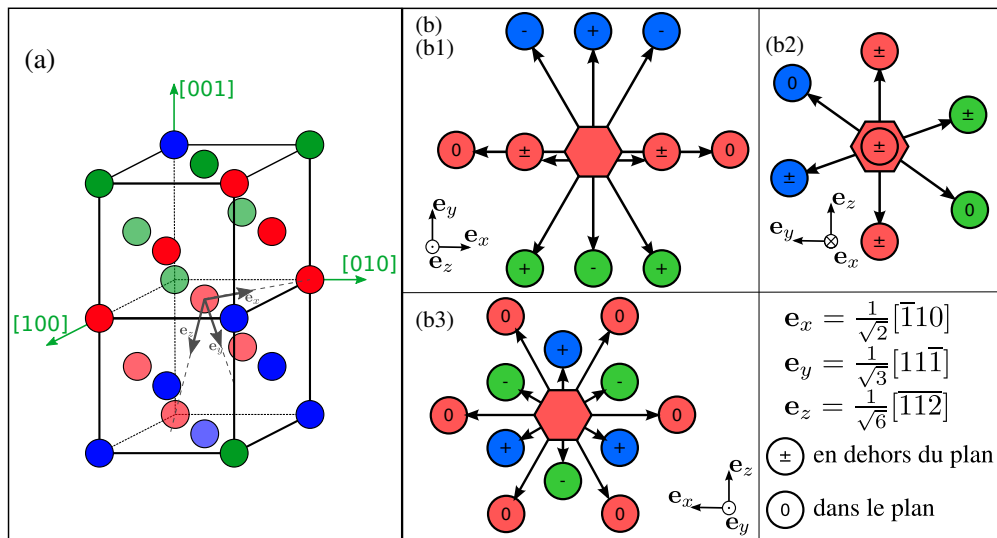 (a)
[001]
[010]
[100]
e_x
e_z
e_y
(b)
(b1)
- + -
0 ± ± 0
+ - +
e_y
e_x
e_z
(b2)
±
0
±
±
±
0
±
e_z
e_y
e_x
(b3)
0 0
+
- -
0 0
+ +
-
0 0
e_z
e_x
e_y
e_x = 1/√2 [1̅10]
e_y = 1/√3 [111̅]
e_z = 1/√6 [1̅1̅2̅]
± en dehors du plan
0 dans le plan